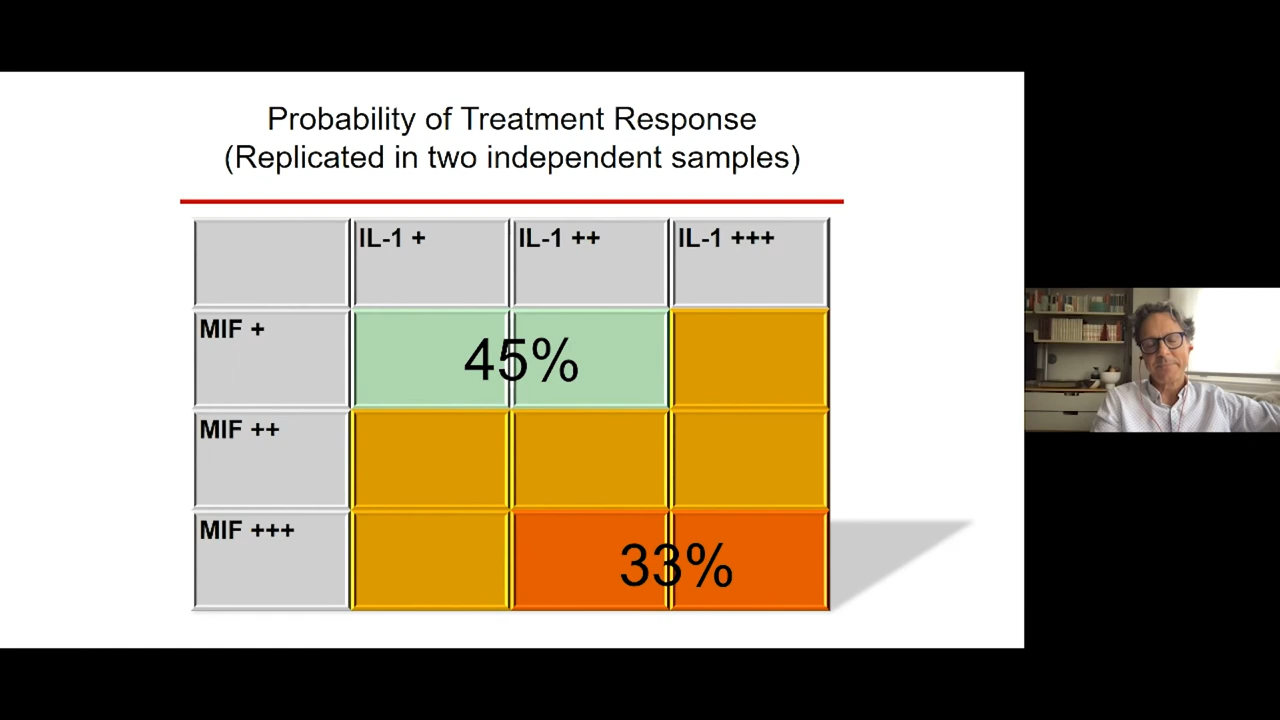 Probability of Treatment Response
(Replicated in two independent samples)
IL-1 +
IL-1 ++
IL-1 +++
MIF +
45%
MIF ++
MIF +++
33%